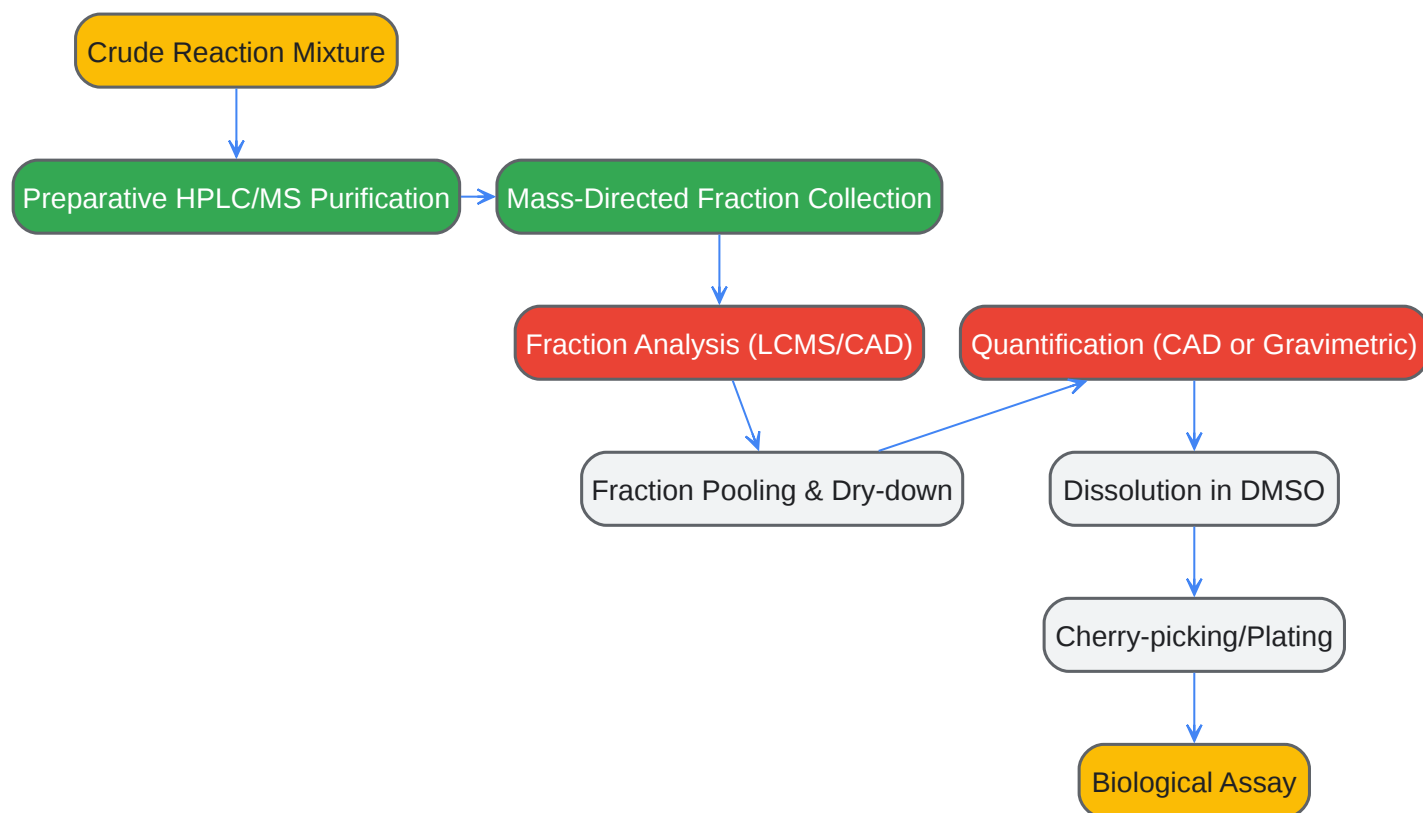 Crude Reaction Mixture
Preparative HPLC/MS Purification
Mass-Directed Fraction Collection
Fraction Analysis (LCMS/CAD)
Quantification (CAD or Gravimetric)
Fraction Pooling & Dry-down
Dissolution in DMSO
Cherry-picking/Plating
Biological Assay